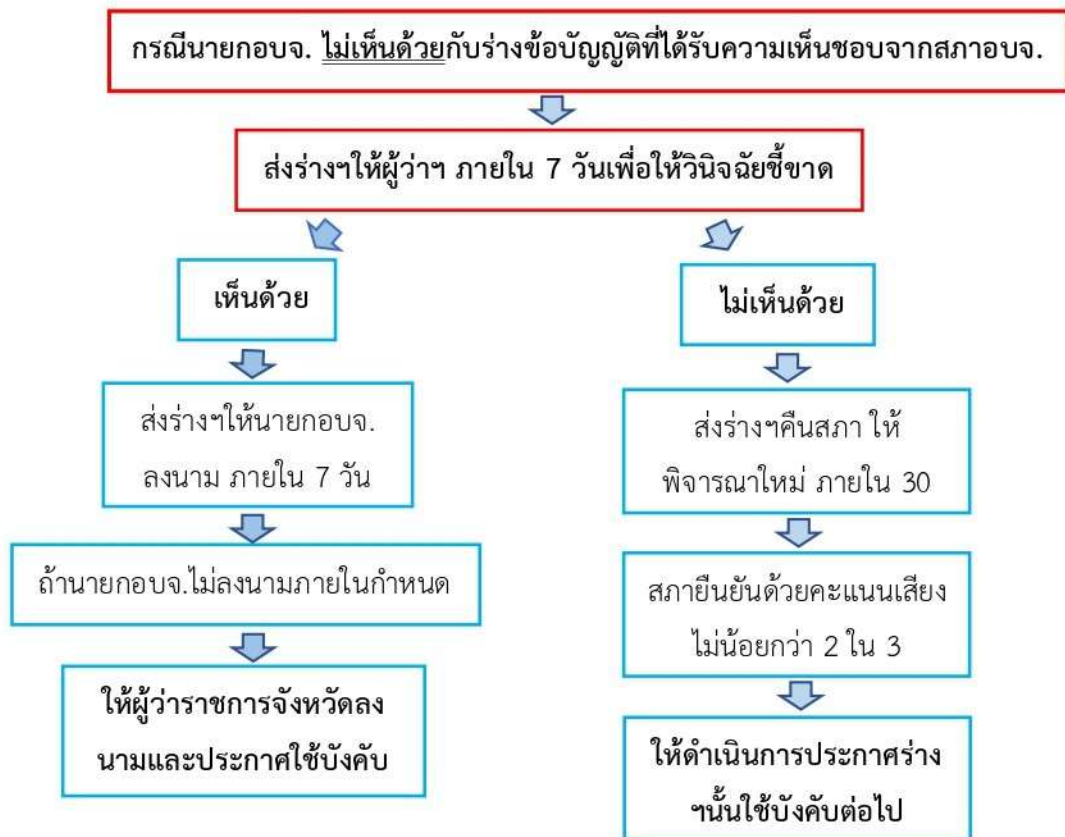 กรณีนายกอบจ. ไม่เห็นด้วยกับร่างข้อบัญญัติที่ได้รับความเห็นชอบจากสภาอบจ.
ส่งร่างฯให้ผู้ว่าฯ ภายใน 7 วันเพื่อให้วินิจฉัยชี้ขาด
เห็นด้วย
ส่งร่างฯให้นายกอบจ.
ลงนาม ภายใน 7 วัน
ถ้านายกอบจ.ไม่ลงนามภายในกำหนด
ให้ผู้ว่าราชการจังหวัดลง
นามและประกาศใช้บังคับ
ไม่เห็นด้วย
ส่งร่างฯคืนสภา ให้
พิจารณาใหม่ ภายใน 30
สภายืนยันด้วยคะแนนเสียง
ไม่น้อยกว่า 2 ใน 3
ให้ดำเนินการประกาศร่าง
ฯนั้นใช้บังคับต่อไป